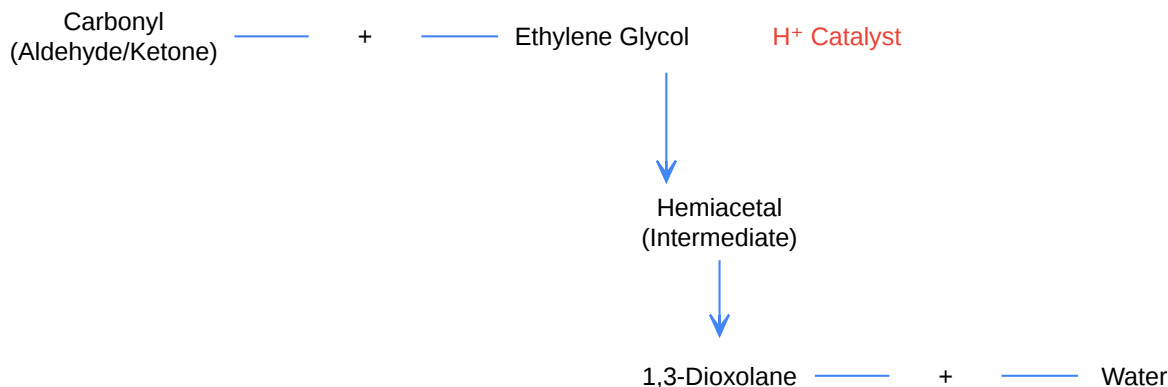 Carbonyl
(Aldehyde/Ketone)
+
Ethylene Glycol
H⁺ Catalyst
Hemiacetal
(Intermediate)
1,3-Dioxolane
+
Water